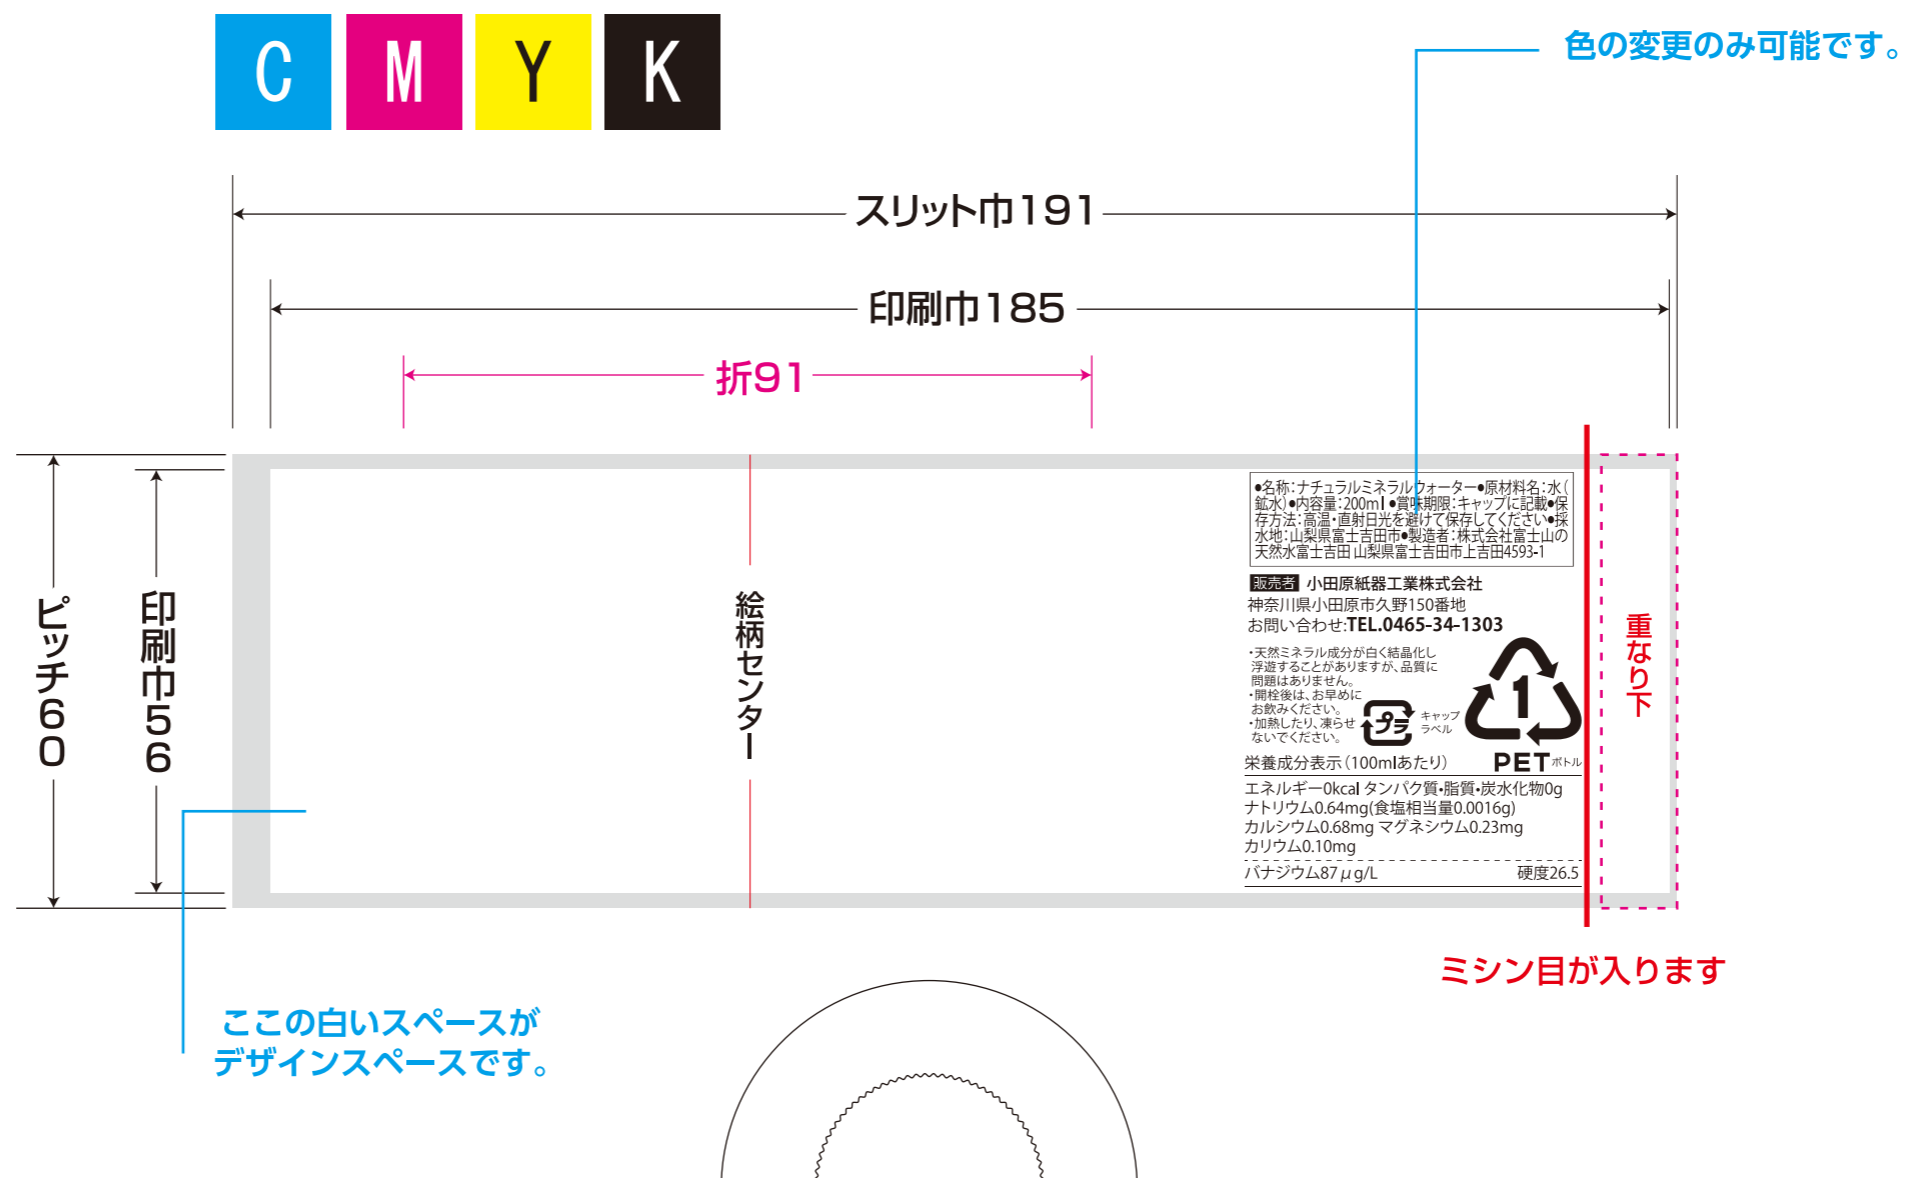 C M Y K
色の変更のみ可能です。
スリット巾191
印刷巾185
折91
ピッチ60
印刷巾56
絵柄センター
●名称：ナチュラルミネラルウォーター●原材料名：水（
鉱水）●内容量：200ml ●賞味期限：キャップに記載●保
存方法：高温・直射日光を避けて保存してください●採
水地：山梨県富士吉田市●製造者：株式会社富士山の
天然水富士吉田 山梨県富士吉田市上吉田4593-1
販売者 小田原紙器工業株式会社
神奈川県小田原市久野150番地
お問い合わせ:TEL.0465-34-1303
・天然ミネラル成分が白く結晶化し
浮遊することがありますが、品質に
問題はありません。
・開栓後は、お早めに
お飲みください。
・加熱したり、凍らせ
ないでください。
プラ
キャップ
ラベル
1
PETボトル
栄養成分表示（100mlあたり）
エネルギー0kcal タンパク質・脂質・炭水化物0g
ナトリウム0.64mg(食塩相当量0.0016g)
カルシウム0.68mg マグネシウム0.23mg
カリウム0.10mg
バナジウム87μg/L 硬度26.5
重なり下
ミシン目が入ります
ここの白いスペースが
デザインスペースです。